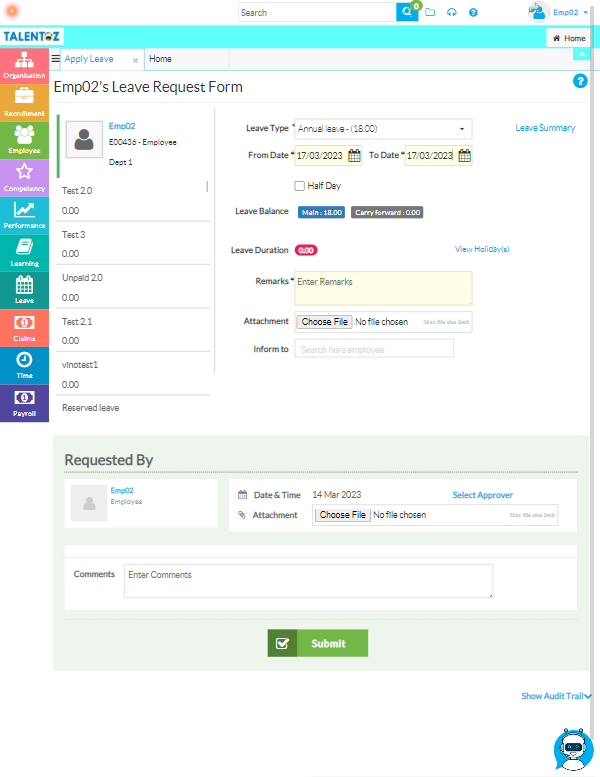 Search
0
Emp02
TALENTOZ
Home
Apply Leave
Home
Organisation
Recruitment
Employee
Competency
Performance
Learning
Leave
Claims
Time
Payroll
Emp02's Leave Request Form
Emp02
E00436 - Employee
Dept 1
Test 2.0
0.00
Test 3
0.00
Unpaid 2.0
0.00
Test 2.1
0.00
vinotest1
0.00
Reserved leave
Leave Type * Annual leave - (18.00) Leave Summary
From Date * 17/03/2023 To Date * 17/03/2023
Half Day
Leave Balance Main : 18.00 Carry forward : 0.00
Leave Duration 0.00 View Holiday(s)
Remarks * Enter Remarks
Attachment Choose File No file chosen Max file size 2mb
Inform to Search here employee
Requested By
Emp02
Employee
Date & Time 14 Mar 2023 Select Approver
Attachment Choose File No file chosen Max file size 2mb
Comments Enter Comments
Submit
Show Audit Trail